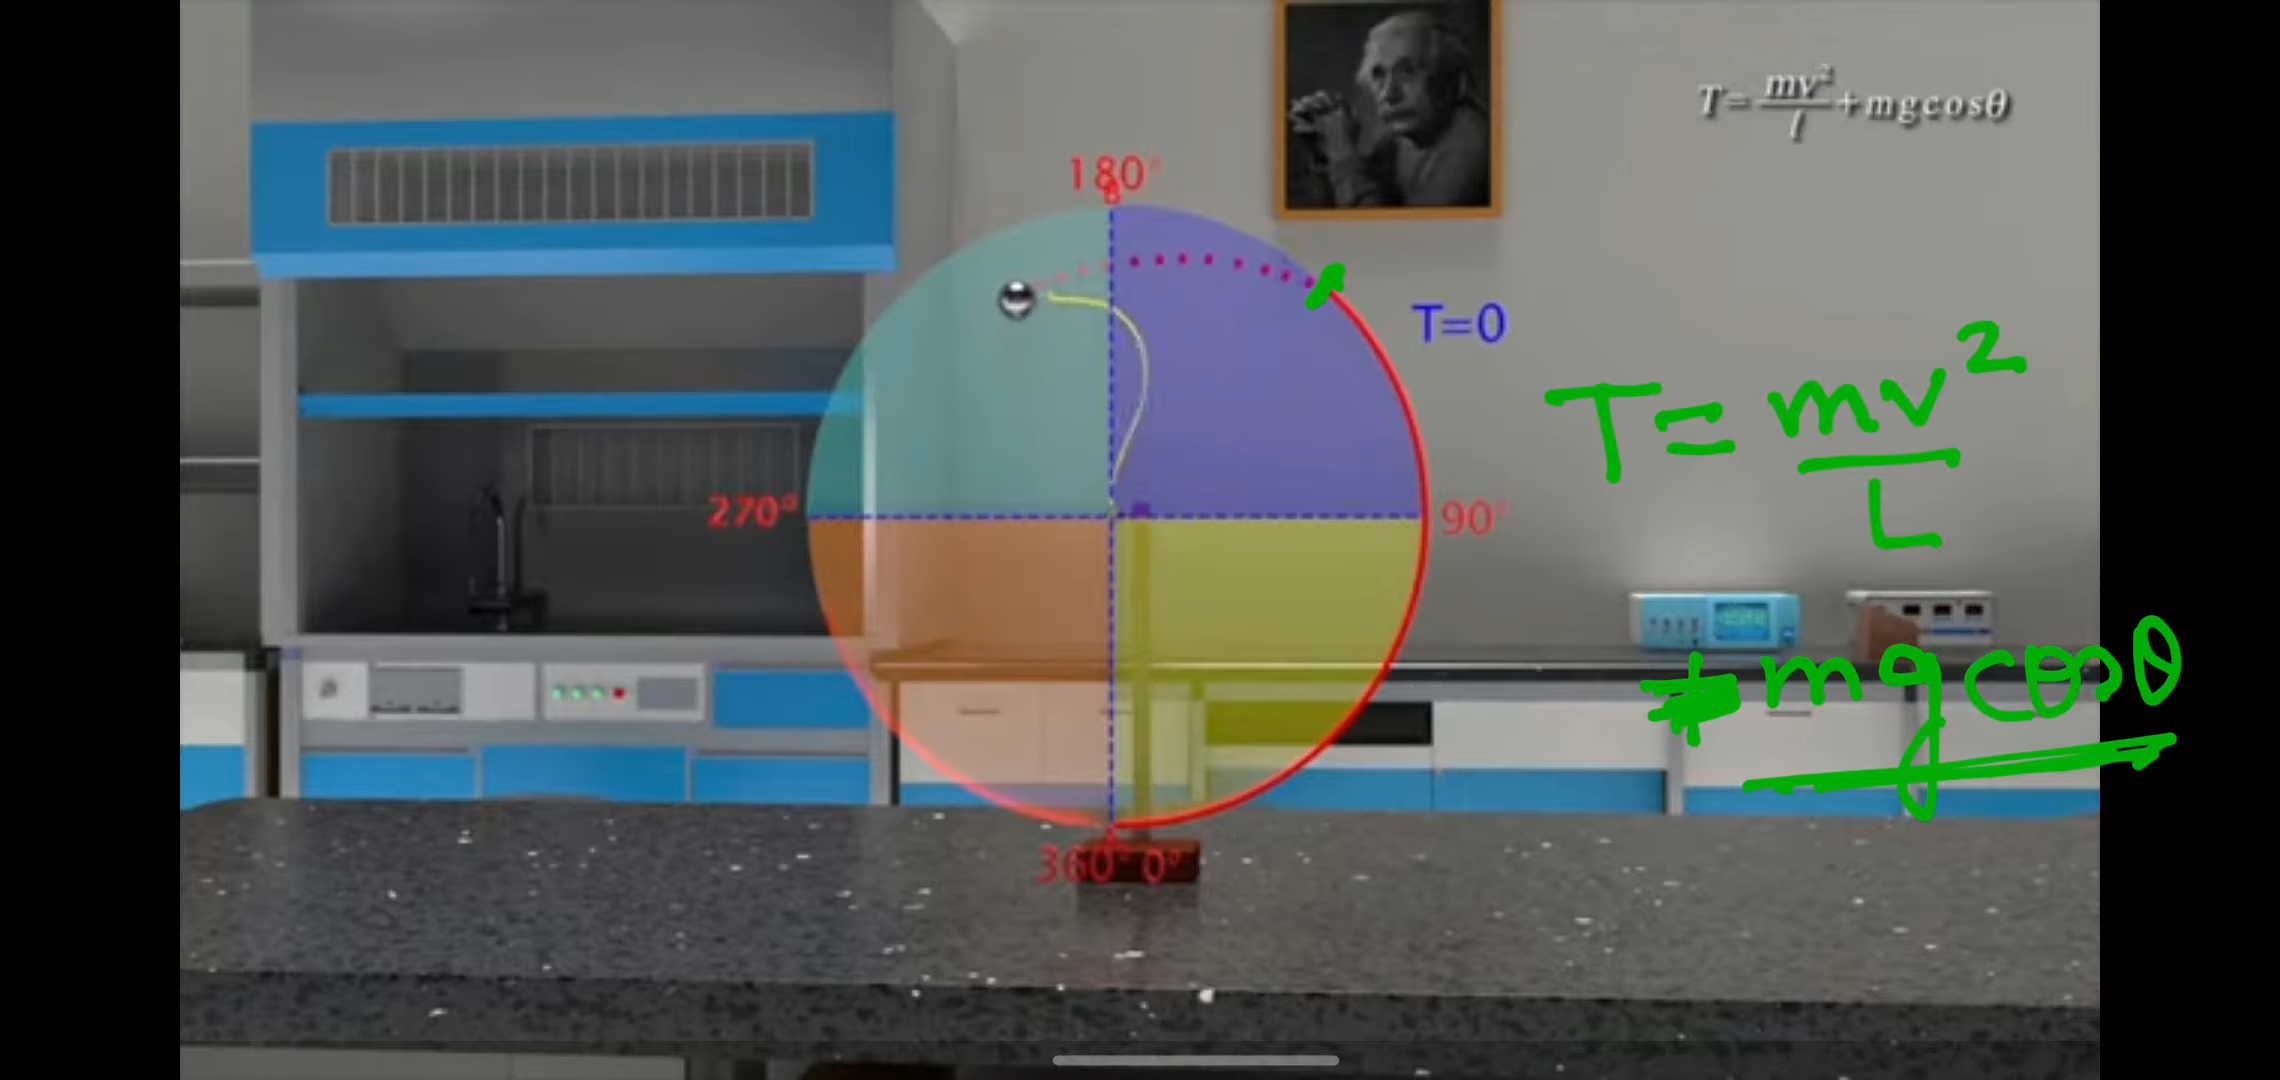 T=mv²/l+mgcosθ
180°
B
T=0
T=mv²/L
+mgcosθ
270°
90°
A
360° 0°